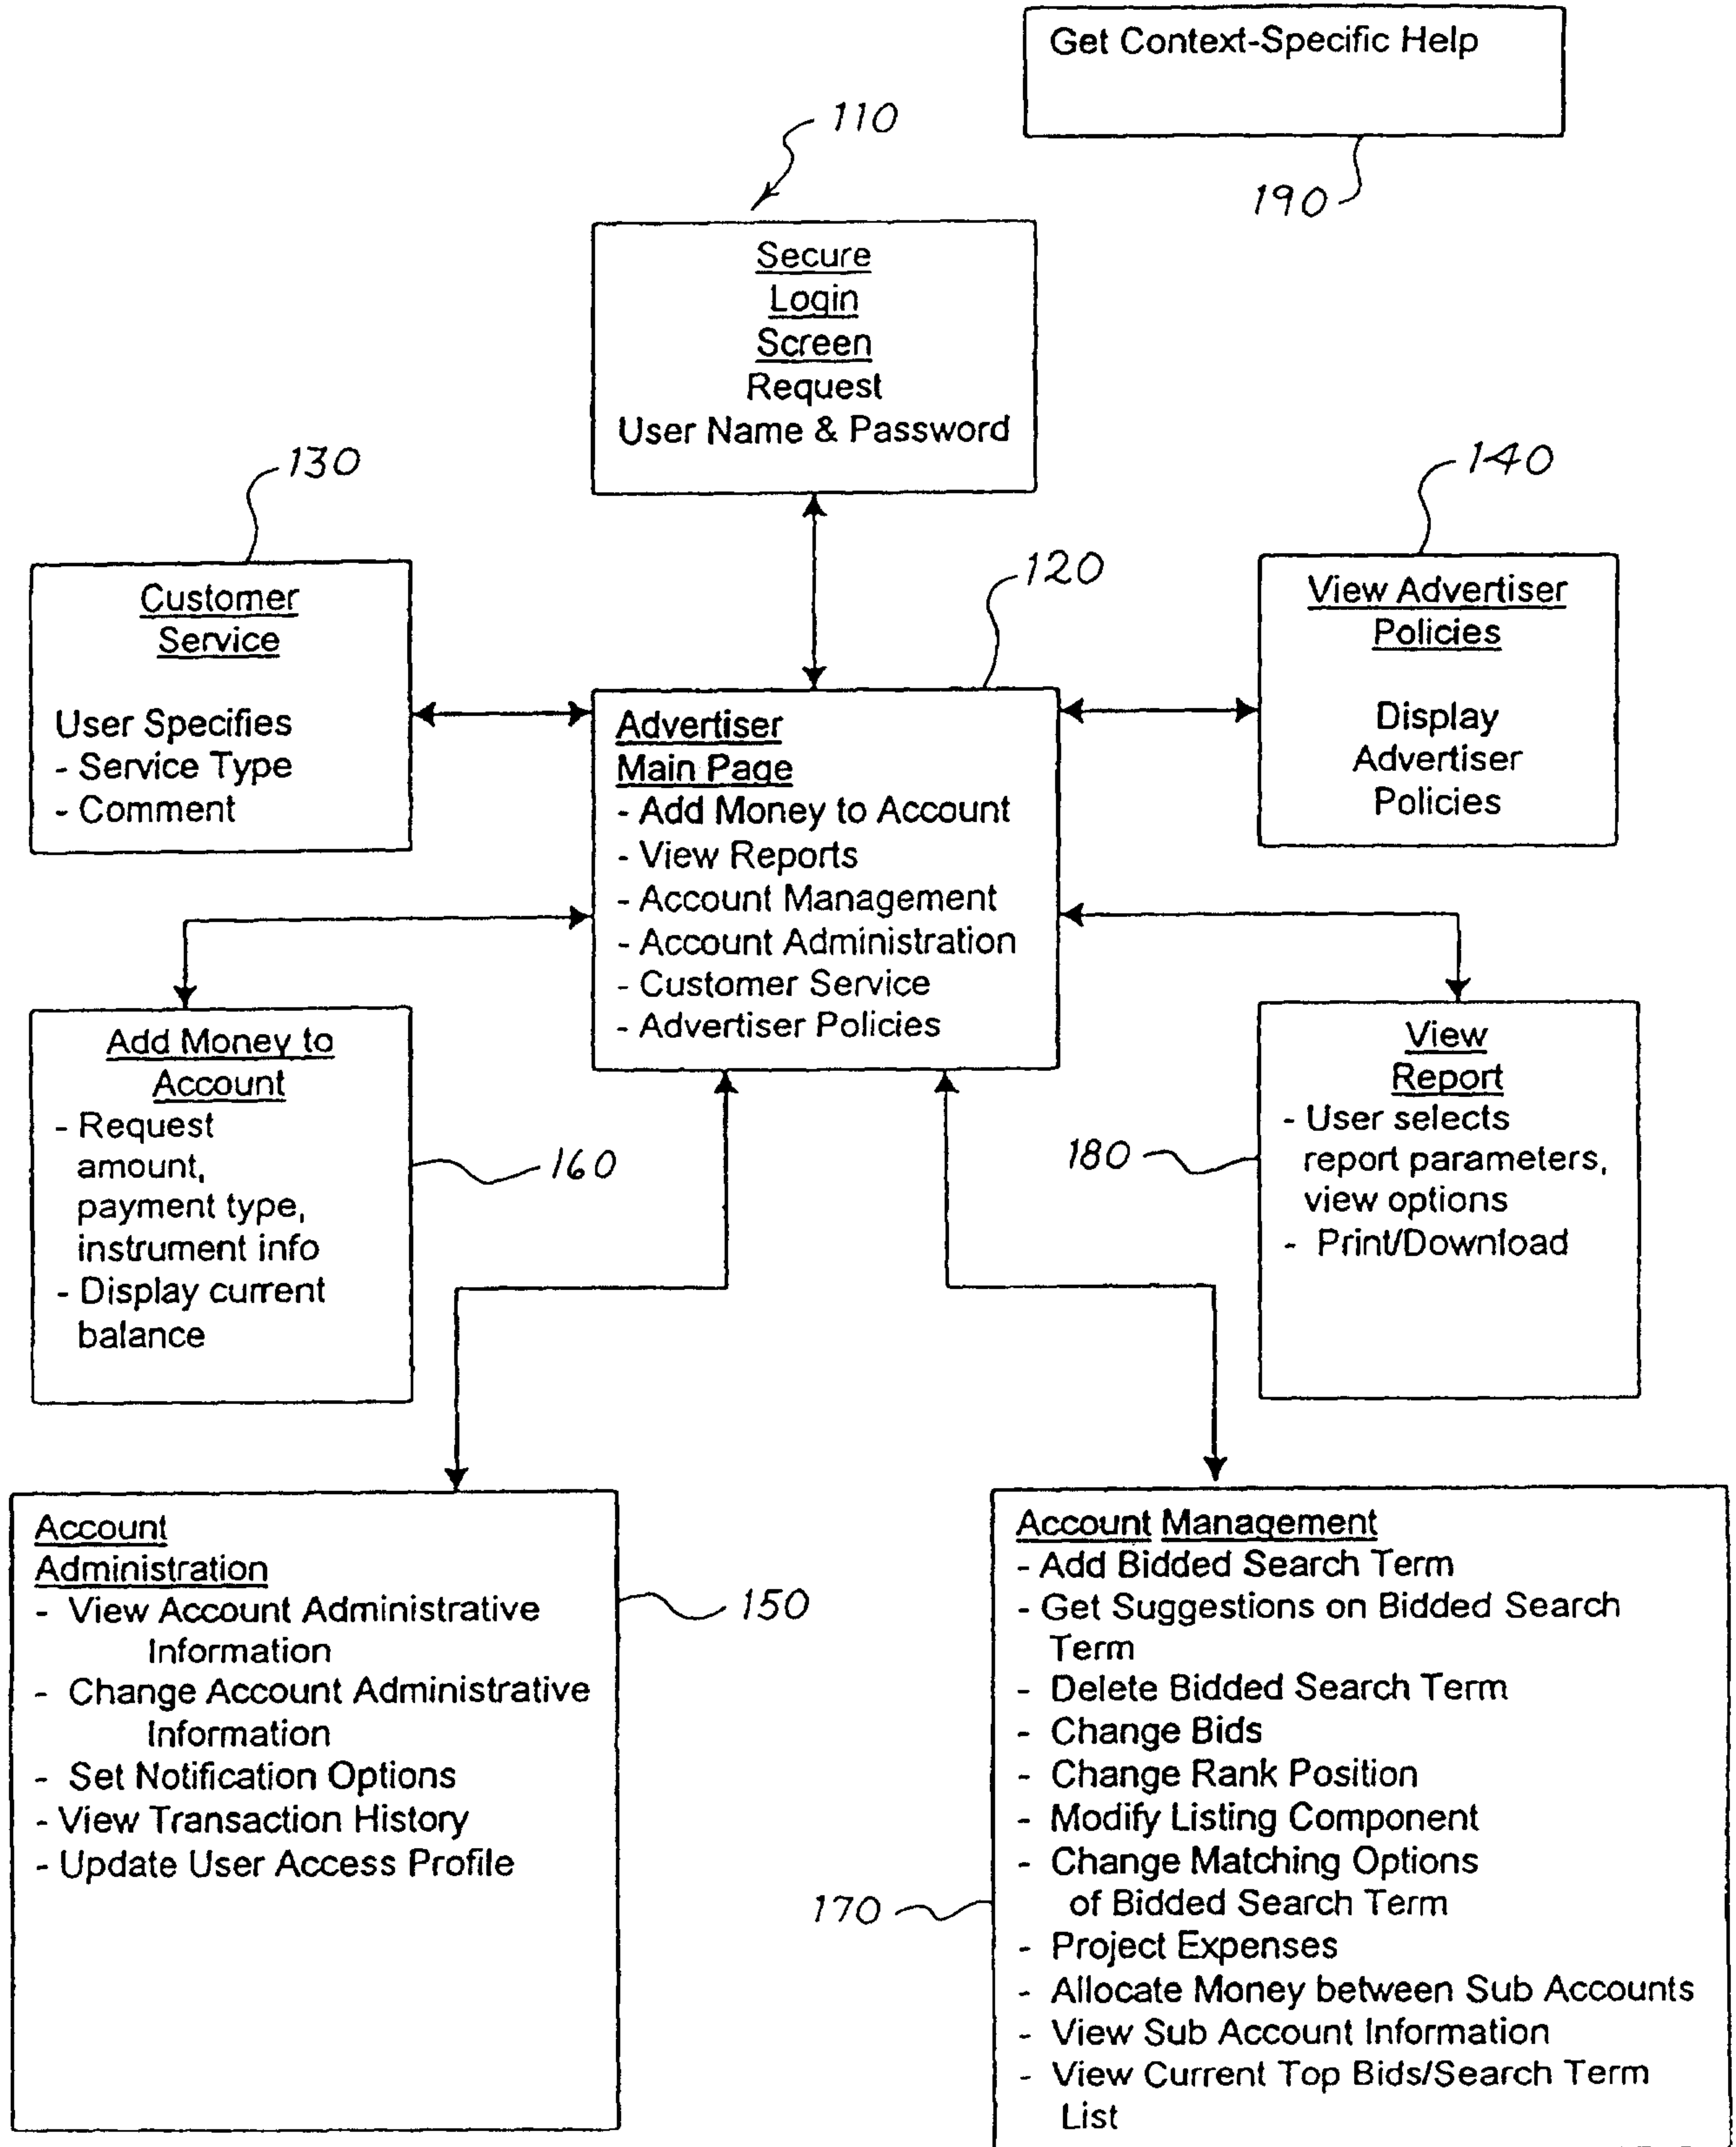 Get Context-Specific Help
190
110
Secure
Login
Screen
Request
User Name & Password
130
Customer
Service
User Specifies
- Service Type
- Comment
120
Advertiser
Main Page
- Add Money to Account
- View Reports
- Account Management
- Account Administration
- Customer Service
- Advertiser Policies
140
View Advertiser
Policies
Display
Advertiser
Policies
Add Money to
Account
- Request
amount,
payment type,
instrument info
- Display current
balance
160
180
View
Report
- User selects
report parameters,
view options
- Print/Download
Account
Administration
- View Account Administrative
Information
- Change Account Administrative
Information
- Set Notification Options
- View Transaction History
- Update User Access Profile
150
170
Account Management
- Add Bidded Search Term
- Get Suggestions on Bidded Search
Term
- Delete Bidded Search Term
- Change Bids
- Change Rank Position
- Modify Listing Component
- Change Matching Options
of Bidded Search Term
- Project Expenses
- Allocate Money between Sub Accounts
- View Sub Account Information
- View Current Top Bids/Search Term
List